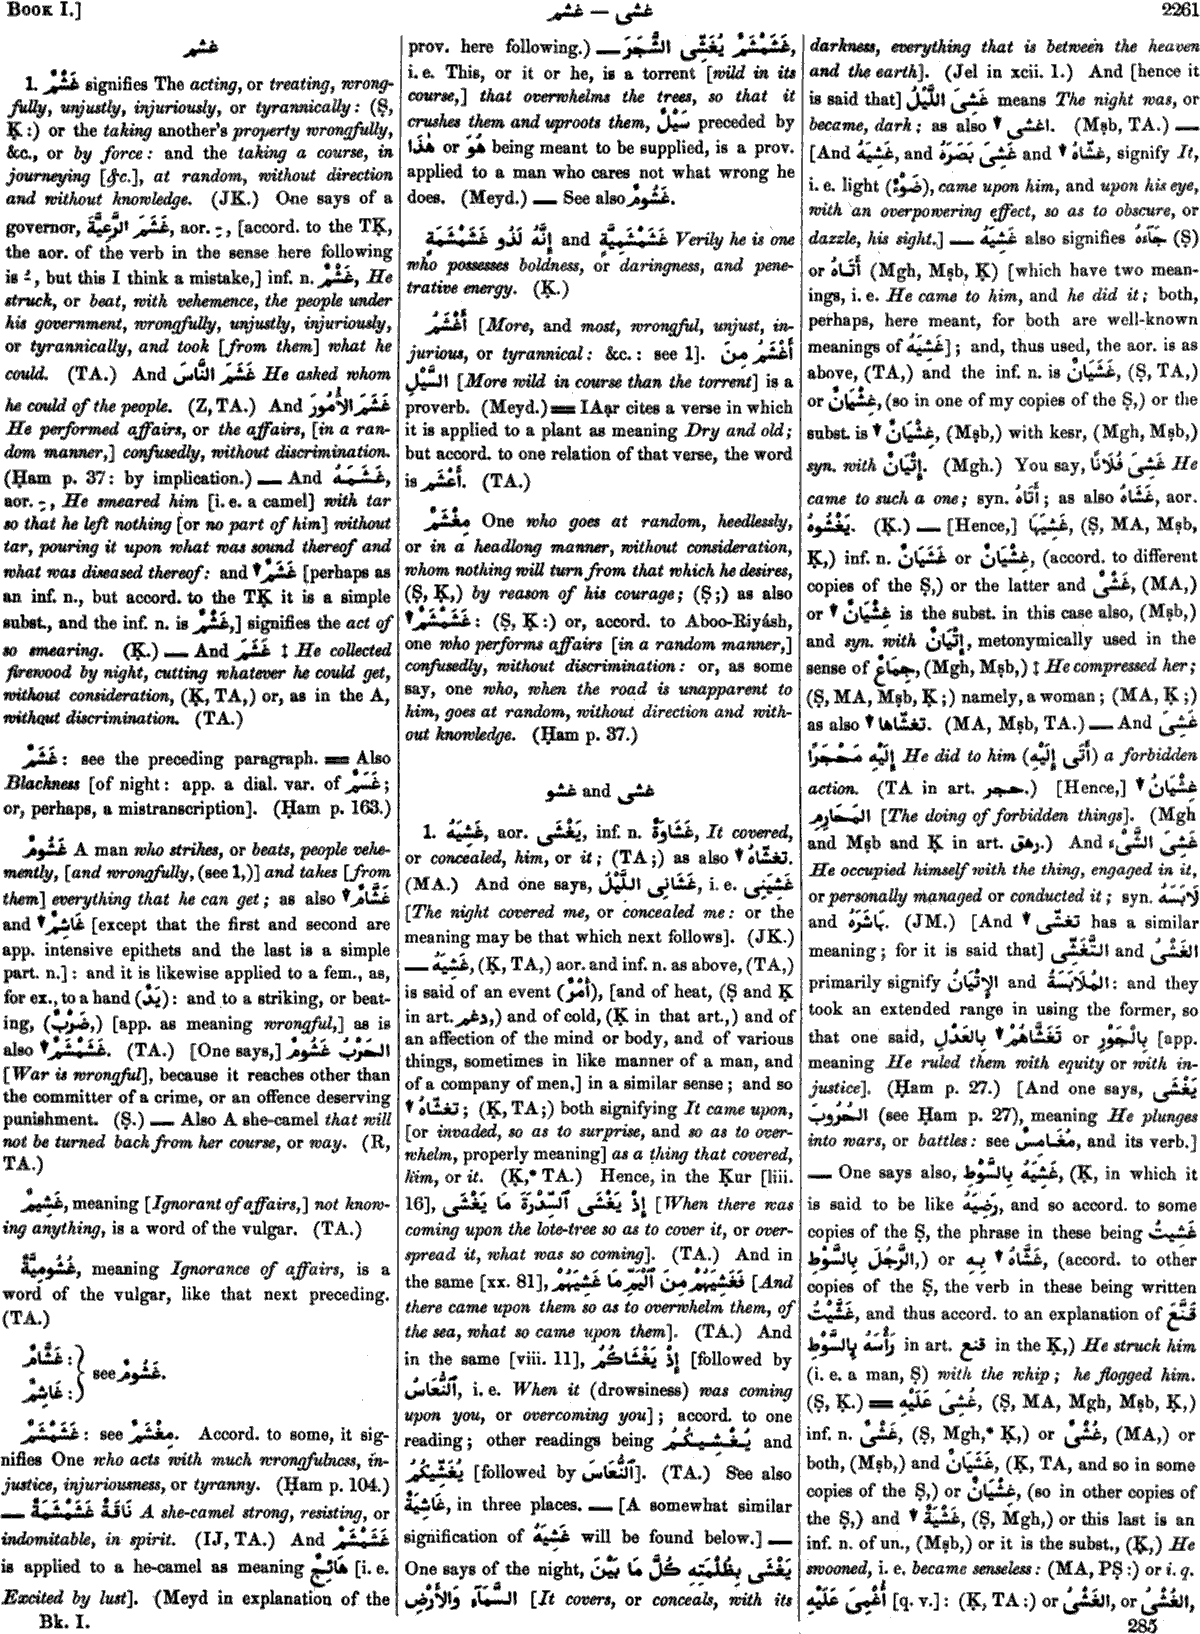 BOOK I.]
غشم — غشى
2261
غشم
1. غَشْمٌ signifies The acting, or treating, wrong-
fully, unjustly, injuriously, or tyrannically: (Ṣ,
Ḳ:) or the taking another's property wrongfully,
&c., or by force: and the taking a course, in
journeying [&c.], at random, without direction
and without knowledge. (JK.) One says of a
governor, غَشَمَ الرَّعِيَّةَ, aor. ـِ, [accord. to the TḲ,
the aor. of the verb in the sense here following
is ـُ, but this I think a mistake,] inf. n. غَشْمٌ, He
struck, or beat, with vehemence, the people under
his government, wrongfully, unjustly, injuriously,
or tyrannically, and took [from them] what he
could. (TA.) And غَشَمَ النَّاسَ He asked whom
he could of the people. (Z, TA.) And غَشَمَ الأُمُورَ
He performed affairs, or the affairs, [in a ran-
dom manner,] confusedly, without discrimination.
(Ḥam p. 37: by implication.) — And غَشَمَهُ,
aor. ـِ, He smeared him [i. e. a camel] with tar
so that he left nothing [or no part of him] without
tar, pouring it upon what was sound thereof and
what was diseased thereof: and ▼ غَشَمٌ [perhaps as
an inf. n., but accord. to the TḲ it is a simple
subst., and the inf. n. is غَشْمٌ,] signifies the act of
so smearing. (Ḳ.) — And غَشَمَ ‡ He collected
firewood by night, cutting whatever he could get,
without consideration, (Ḳ, TA,) or, as in the A,
without discrimination. (TA.)
غَشَمٌ: see the preceding paragraph. = Also
Blackness [of night: app. a dial. var. of غَسَمٌ;
or, perhaps, a mistranscription]. (Ḥam p. 163.)
غَشُومٌ A man who strikes, or beats, people vehe-
mently, [and wrongfully, (see 1,)] and takes [from
them] everything that he can get; as also ▼ غَشَّامٌ
and ▼ غَاشِمٌ [except that the first and second are
app. intensive epithets and the last is a simple
part. n.]: and it is likewise applied to a fem., as,
for ex., to a hand (يَدٌ): and to a striking, or beat-
ing, (ضَرْبٌ,) [app. as meaning wrongful,] as is
also ▼ غَشَمْشَمٌ. (TA.) [One says,] الحَرْبُ غَشُومٌ
[War is wrongful], because it reaches other than
the committer of a crime, or an offence deserving
punishment. (Ṣ.) — Also A she-camel that will
not be turned back from her course, or way. (R,
TA.)
غَشِيمٌ, meaning [Ignorant of affairs,] not know-
ing anything, is a word of the vulgar. (TA.)
غُشُومِيَّةٌ, meaning Ignorance of affairs, is a
word of the vulgar, like that next preceding.
(TA.)
غَشَّامٌ: }
see غَشُومٌ.
غَاشِمٌ: }
غَشَمْشَمٌ: see مِغْشَمٌ. Accord. to some, it sig-
nifies One who acts with much wrongfulness, in-
justice, injuriousness, or tyranny. (Ḥam p. 104.)
— نَاقَةٌ غَشَمْشَمَةٌ A she-camel strong, resisting, or
indomitable, in spirit. (IJ, TA.) And غَشَمْشَمٌ
is applied to a he-camel as meaning هَائِجٌ [i. e.
Excited by lust]. (Meyd in explanation of the
Bk. I.
prov. here following.) — غَشَمْشَمٌ يُغَشِّى الشَّجَرَ,
i. e. This, or it or he, is a torrent [wild in its
course,] that overwhelms the trees, so that it
crushes them and uproots them, سَيْلٌ preceded by
هٰذَا or هُوَ being meant to be supplied, is a prov.
applied to a man who cares not what wrong he
does. (Meyd.) — See also غَشُومٌ.
إِنَّهُ لَذُو غَشَمْشَمَةٍ and غَشَمْشَمِيَّةٍ Verily he is one
who possesses boldness, or daringness, and pene-
trative energy. (Ḳ.)
أَغْشَمُ [More, and most, wrongful, unjust, in-
jurious, or tyrannical: &c.: see 1]. أَغْشَمُ مِنَ
السَّيْلِ [More wild in course than the torrent] is a
proverb. (Meyd.) = IAạr cites a verse in which
it is applied to a plant as meaning Dry and old;
but accord. to one relation of that verse, the word
is أَعْشَم. (TA.)
مِغْشَمٌ One who goes at random, heedlessly,
or in a headlong manner, without consideration,
whom nothing will turn from that which he desires,
(Ṣ, Ḳ,) by reason of his courage; (Ṣ;) as also
▼ غَشَمْشَمٌ: (Ṣ, Ḳ:) or, accord. to Aboo-Riyásh,
one who performs affairs [in a random manner,]
confusedly, without discrimination: or, as some
say, one who, when the road is unapparent to
him, goes at random, without direction and with-
out knowledge. (Ḥam p. 37.)
غشو and غشى
1. غَشِيَهُ, aor. يَغْشَى, inf. n. غَشَاوَةٌ, It covered,
or concealed, him, or it; (TA;) as also ▼ تغشّاهُ.
(MA.) And one says, غَشَانِى اللَّيْلُ, i. e. غَشِيَنِى
[The night covered me, or concealed me: or the
meaning may be that which next follows]. (JK.)
— غَشِيَهُ, (Ḳ, TA,) aor. and inf. n. as above, (TA,)
is said of an event (أَمْرٌ), [and of heat, (Ṣ and Ḳ
in art. دغم,) and of cold, (Ḳ in that art.,) and of
an affection of the mind or body, and of various
things, sometimes in like manner of a man, and
of a company of men,] in a similar sense; and so
▼ تغشّاهُ; (Ḳ, TA;) both signifying It came upon,
[or invaded, so as to surprise, and so as to over-
whelm, properly meaning] as a thing that covered,
him, or it. (Ḳ,* TA.) Hence, in the Ḳur [liii.
16], إِذْ يَغْشَى ٱلسِّدْرَةَ مَا يَغْشَى [When there was
coming upon the lote-tree so as to cover it, or over-
spread it, what was so coming]. (TA.) And in
the same [xx. 81], فَغَشِيَهُمْ مِنَ ٱلْيَمِّ مَا غَشِيَهُمْ [And
there came upon them so as to overwhelm them, of
the sea, what so came upon them]. (TA.) And
in the same [viii. 11], إِذْ يَغْشَاكُمُ [followed by
ٱلنُّعَاسُ, i. e. When it (drowsiness) was coming
upon you, or overcoming you]; accord. to one
reading; other readings being يُغْشِيكُمُ and
يُغَشِّيكُمُ [followed by ٱلنُّعَاسَ]. (TA.) See also
غَاشِيَةٌ, in three places. — [A somewhat similar
signification of غَشِيَهُ will be found below.] —
One says of the night, يَغْشَى بِظُلْمَتِهِ كُلَّ مَا بَيْنَ
السَّمَآءِ وَالأَرْضِ [It covers, or conceals, with its
darkness, everything that is between the heaven
and the earth]. (Jel in xcii. 1.) And [hence it
is said that] غَشِىَ اللَّيْلُ means The night was, or
became, dark; as also ▼ اغشى. (Mṣb, TA.) —
[And غَشِيَهُ, and غَشِىَ بَصَرَهُ and ▼ غَشَّاهُ, signify It,
i. e. light (ضَوْءٌ), came upon him, and upon his eye,
with an overpowering effect, so as to obscure, or
dazzle, his sight.] — غَشِيَهُ also signifies جَآءَهُ (Ṣ)
or أَتَاهُ (Mgh, Mṣb, Ḳ) [which have two mean-
ings, i. e. He came to him, and he did it; both,
perhaps, here meant, for both are well-known
meanings of غَشِيَهُ]; and, thus used, the aor. is as
above, (TA,) and the inf. n. is غَشَيَانٌ, (Ṣ, TA,)
or غِشْيَانٌ, (so in one of my copies of the Ṣ,) or the
subst. is ▼ غِشْيَانٌ, (Mṣb,) with kesr, (Mgh, Mṣb,)
syn. with إِتْيَانٌ. (Mgh.) You say, غَشِىَ فُلَانًا He
came to such a one; syn. أَتَاهُ; as also غَشَاهُ, aor.
يَغْشُوهُ. (Ḳ.) — [Hence,] غَشِيَهَا, (Ṣ, MA, Mṣb,
Ḳ,) inf. n. غَشَيَانٌ or غِشْيَانٌ, (accord. to different
copies of the Ṣ,) or the latter and غَشْىٌ, (MA,)
or ▼ غِشْيَانٌ is the subst. in this case also, (Mṣb,)
and syn. with إِتْيَانٌ, metonymically used in the
sense of جِمَاعٌ, (Mgh, Mṣb,) ‡ He compressed her;
(Ṣ, MA, Mṣb, Ḳ;) namely, a woman; (MA, Ḳ;)
as also ▼ تغشّاها. (MA, Mṣb, TA.) — And غَشِىَ
إِلَيْهِ مَحْجَرًا He did to him (أَتَى إِلَيْهِ) a forbidden
action. (TA in art. حجر.) [Hence,] ▼ غِشْيَانُ
المَحَارِمِ [The doing of forbidden things]. (Mgh
and Mṣb and Ḳ in art. رهق.) And غَشِىَ الشَّىْءَ
He occupied himself with the thing, engaged in it,
or personally managed or conducted it; syn. لَابَسَهُ
and بَاشَرَهُ. (JM.) [And ▼ تغشّى has a similar
meaning; for it is said that] التَّغَشِّى and الغَشْىُ
primarily signify الإِتْيَانُ and المُلَابَسَةُ: and they
took an extended range in using the former, so
that one said, ▼ تَغَشَّاهُمْ بِالعَدْلِ or بِالْجَوْرِ [app.
meaning He ruled them with equity or with in-
justice]. (Ḥam p. 27.) [And one says, يَغْشَى
الحُرُوبَ (see Ḥam p. 27), meaning He plunges
into wars, or battles: see مُغَامِسٌ, and its verb.]
— One says also, غَشِيَهُ بِالسَّوْطِ, (Ḳ, in which it
is said to be like رَضِيَهُ, and so accord. to some
copies of the Ṣ, the phrase in these being غَشِيتُ
الرَّجُلَ بِالسَّوْطِ,) or ▼ غَشَّاهُ بِهِ, (accord. to other
copies of the Ṣ, the verb in these being written
غَشَّيْتُ, and thus accord. to an explanation of قَنَّعَ
رَأْسَهُ بِالسَّوْطِ in art. قنع in the Ḳ,) He struck him
(i. e. a man, Ṣ) with the whip; he flogged him.
(Ṣ, Ḳ.) = غُشِىَ عَلَيْهِ, (Ṣ, MA, Mgh, Mṣb, Ḳ,)
inf. n. غَشْىٌ, (Ṣ, Mgh,* Ḳ,) or غُشْىٌ, (MA,) or
both, (Mṣb,) and غَشَيَانٌ, (Ḳ, TA, and so in some
copies of the Ṣ,) or غِشْيَانٌ, (so in other copies of
the Ṣ,) and ▼ غَشْيَةٌ, (Ṣ, Mgh,) or this last is an
inf. n. of un., (Mṣb,) or it is the subst., (Ḳ,) He
swooned, i. e. became senseless: (MA, PṢ:) or i. q.
أُغْمِىَ عَلَيْهِ [q. v.]: (Ḳ, TA:) or الغَشْىُ, or الغُشْىُ,
285